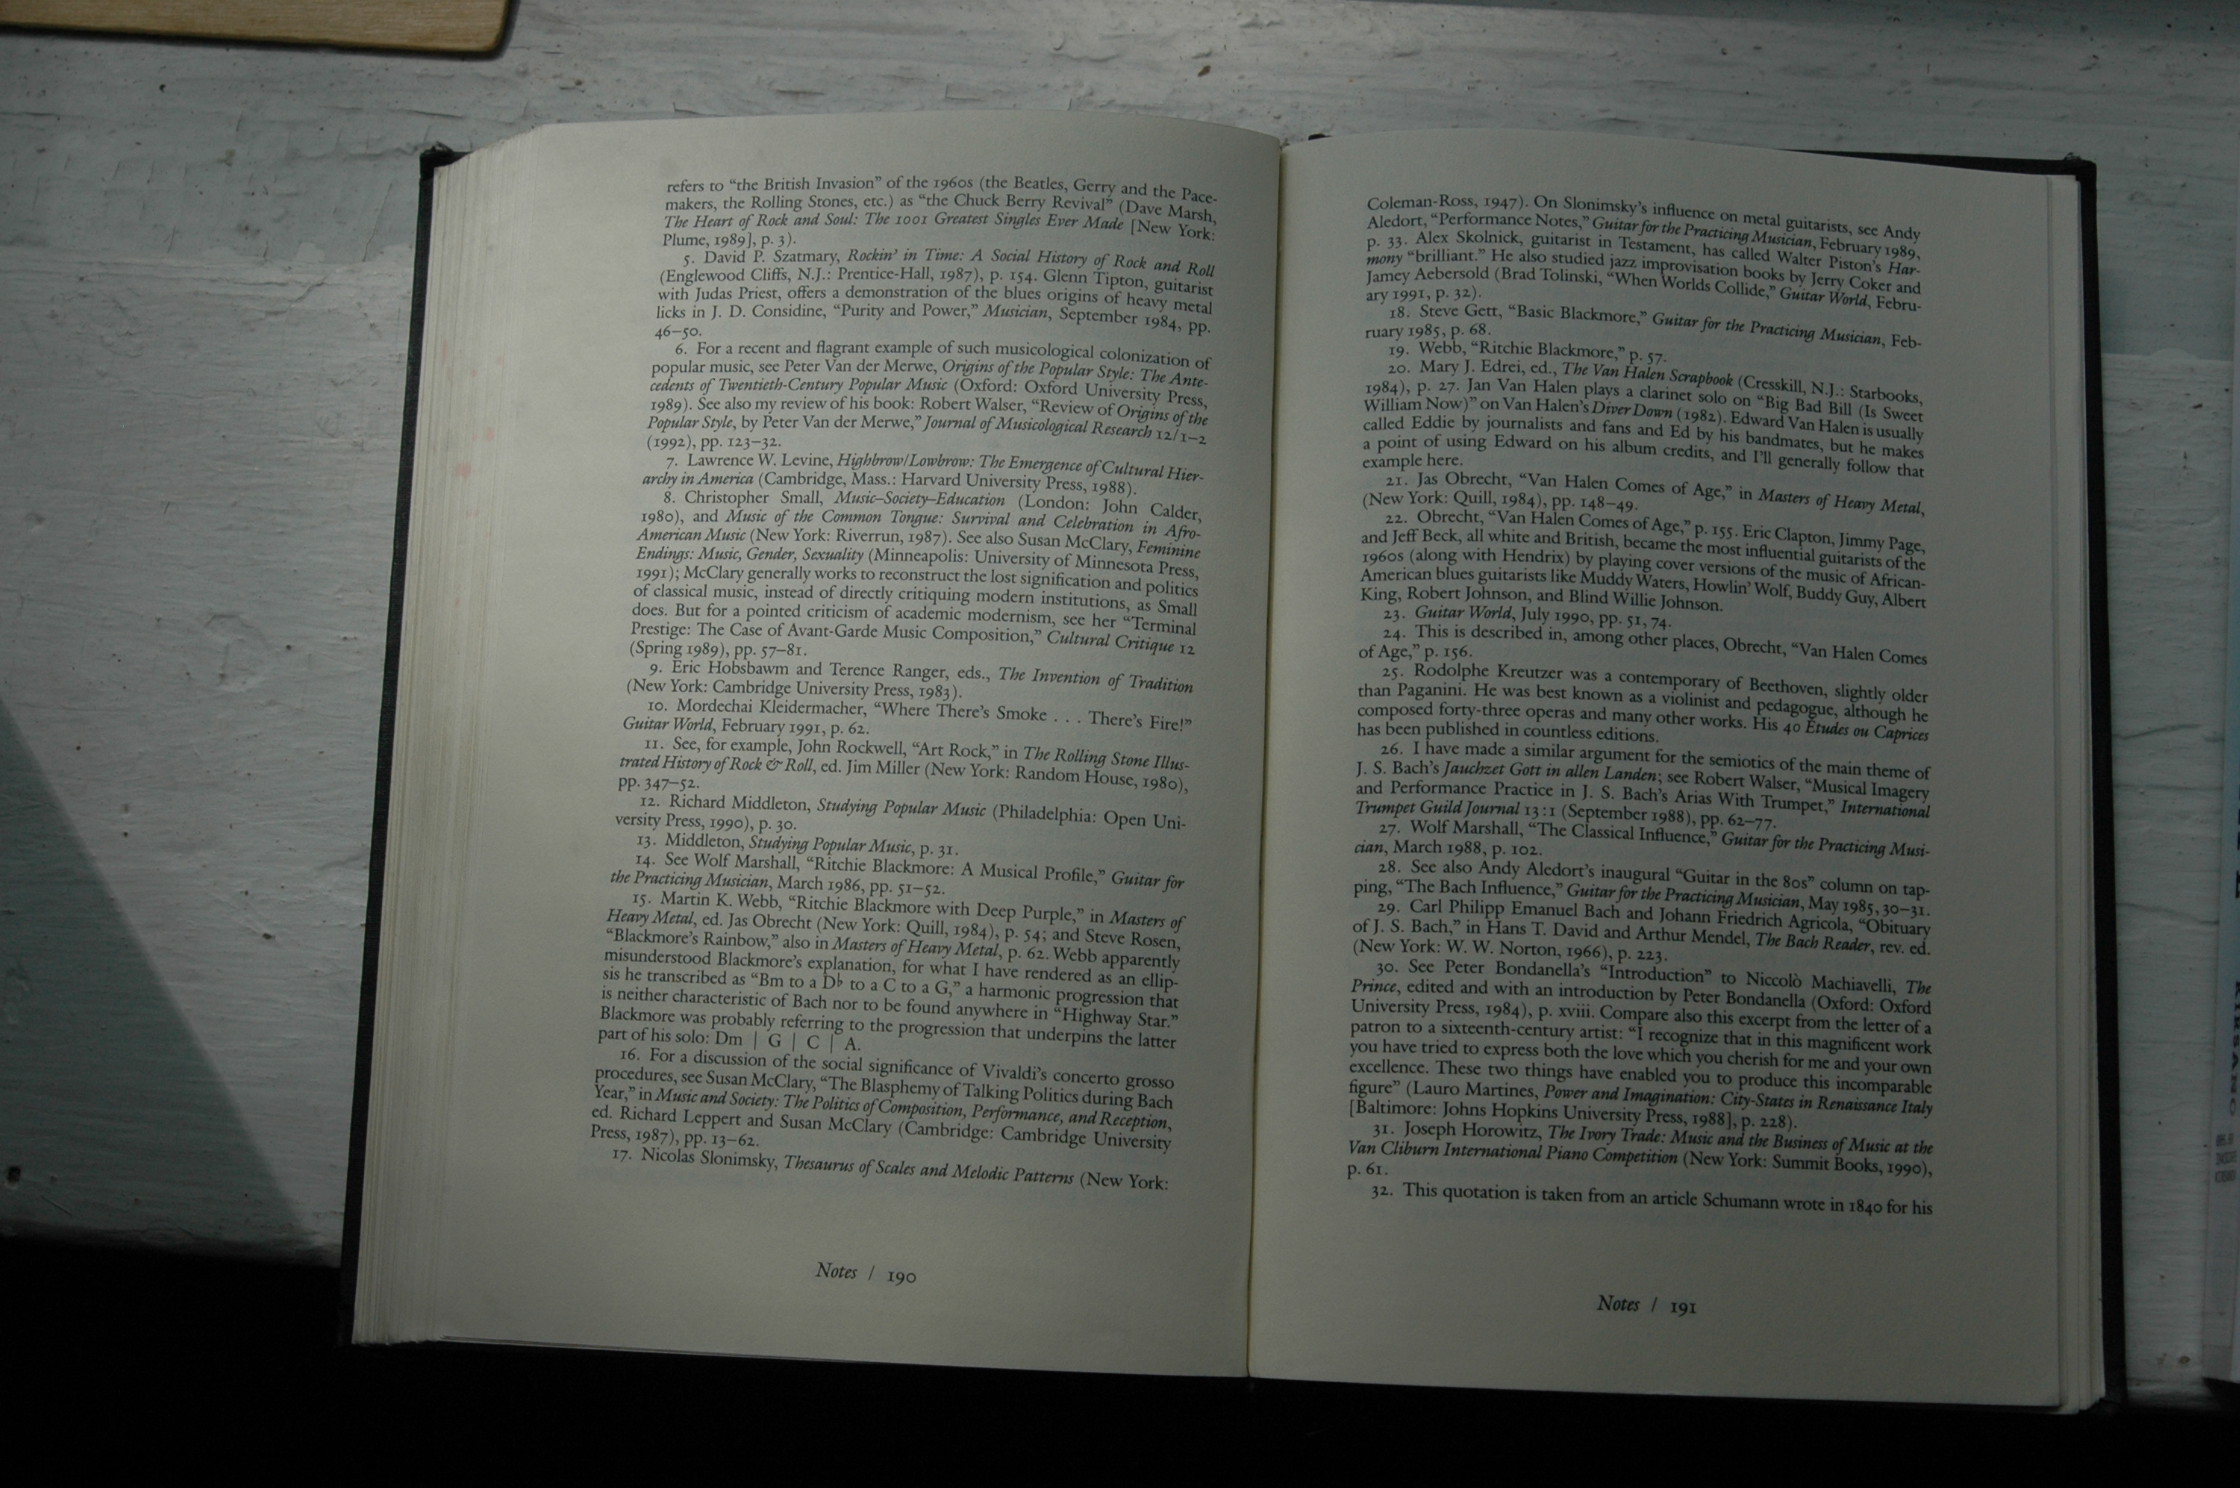 refers to “the British Invasion” of the 1960s (the Beatles, Gerry and the Pace-
makers, the Rolling Stones, etc.) as “the Chuck Berry Revival” (Dave Marsh,
The Heart of Rock and Soul: The 1001 Greatest Singles Ever Made [New York:
Plume, 1989], p. 3).
5. David P. Szatmary, Rockin’ in Time: A Social History of Rock and Roll
(Englewood Cliffs, N.J.: Prentice-Hall, 1987), p. 154. Glenn Tipton, guitarist
with Judas Priest, offers a demonstration of the blues origins of heavy metal
licks in J. D. Considine, “Purity and Power,” Musician, September 1984, pp.
46–50.
6. For a recent and flagrant example of such musicological colonization of
popular music, see Peter Van der Merwe, Origins of the Popular Style: The Ante-
cedents of Twentieth-Century Popular Music (Oxford: Oxford University Press,
1989). See also my review of his book: Robert Walser, “Review of Origins of the
Popular Style, by Peter Van der Merwe,” Journal of Musicological Research 12/1–2
(1992), pp. 123–32.
7. Lawrence W. Levine, Highbrow/Lowbrow: The Emergence of Cultural Hier-
archy in America (Cambridge, Mass.: Harvard University Press, 1988).
8. Christopher Small, Music–Society–Education (London: John Calder,
1980), and Music of the Common Tongue: Survival and Celebration in Afro-
American Music (New York: Riverrun, 1987). See also Susan McClary, Feminine
Endings: Music, Gender, Sexuality (Minneapolis: University of Minnesota Press,
1991); McClary generally works to reconstruct the lost signification and politics
of classical music, instead of directly critiquing modern institutions, as Small
does. But for a pointed criticism of academic modernism, see her “Terminal
Prestige: The Case of Avant-Garde Music Composition,” Cultural Critique 12
(Spring 1989), pp. 57–81.
9. Eric Hobsbawm and Terence Ranger, eds., The Invention of Tradition
(New York: Cambridge University Press, 1983).
10. Mordechai Kleidermacher, “Where There’s Smoke . . . There’s Fire!”
Guitar World, February 1991, p. 62.
11. See, for example, John Rockwell, “Art Rock,” in The Rolling Stone Illus-
trated History of Rock & Roll, ed. Jim Miller (New York: Random House, 1980),
pp. 347–52.
12. Richard Middleton, Studying Popular Music (Philadelphia: Open Uni-
versity Press, 1990), p. 30.
13. Middleton, Studying Popular Music, p. 31.
14. See Wolf Marshall, “Ritchie Blackmore: A Musical Profile,” Guitar for
the Practicing Musician, March 1986, pp. 51–52.
15. Martin K. Webb, “Ritchie Blackmore with Deep Purple,” in Masters of
Heavy Metal, ed. Jas Obrecht (New York: Quill, 1984), p. 54; and Steve Rosen,
“Blackmore’s Rainbow,” also in Masters of Heavy Metal, p. 62. Webb apparently
misunderstood Blackmore’s explanation, for what I have rendered as an ellip-
sis he transcribed as “Bm to a D♭ to a C to a G,” a harmonic progression that
is neither characteristic of Bach nor to be found anywhere in “Highway Star.”
Blackmore was probably referring to the progression that underpins the latter
part of his solo: Dm | G | C | A.
16. For a discussion of the social significance of Vivaldi’s concerto grosso
procedures, see Susan McClary, “The Blasphemy of Talking Politics during Bach
Year,” in Music and Society: The Politics of Composition, Performance, and Reception,
ed. Richard Leppert and Susan McClary (Cambridge: Cambridge University
Press, 1987), pp. 13–62.
17. Nicolas Slonimsky, Thesaurus of Scales and Melodic Patterns (New York:
Notes / 190
Coleman-Ross, 1947). On Slonimsky’s influence on metal guitarists, see Andy
Aledort, “Performance Notes,” Guitar for the Practicing Musician, February 1989,
p. 33. Alex Skolnick, guitarist in Testament, has called Walter Piston’s Har-
mony “brilliant.” He also studied jazz improvisation books by Jerry Coker and
Jamey Aebersold (Brad Tolinski, “When Worlds Collide,” Guitar World, Febru-
ary 1991, p. 32).
18. Steve Gett, “Basic Blackmore,” Guitar for the Practicing Musician, Feb-
ruary 1985, p. 68.
19. Webb, “Ritchie Blackmore,” p. 57.
20. Mary J. Edrei, ed., The Van Halen Scrapbook (Cresskill, N.J.: Starbooks,
1984), p. 27. Jan Van Halen plays a clarinet solo on “Big Bad Bill (Is Sweet
William Now)” on Van Halen’s Diver Down (1982). Edward Van Halen is usually
called Eddie by journalists and fans and Ed by his bandmates, but he makes
a point of using Edward on his album credits, and I’ll generally follow that
example here.
21. Jas Obrecht, “Van Halen Comes of Age,” in Masters of Heavy Metal,
(New York: Quill, 1984), pp. 148–49.
22. Obrecht, “Van Halen Comes of Age,” p. 155. Eric Clapton, Jimmy Page,
and Jeff Beck, all white and British, became the most influential guitarists of the
1960s (along with Hendrix) by playing cover versions of the music of African-
American blues guitarists like Muddy Waters, Howlin’ Wolf, Buddy Guy, Albert
King, Robert Johnson, and Blind Willie Johnson.
23. Guitar World, July 1990, pp. 51, 74.
24. This is described in, among other places, Obrecht, “Van Halen Comes
of Age,” p. 156.
25. Rodolphe Kreutzer was a contemporary of Beethoven, slightly older
than Paganini. He was best known as a violinist and pedagogue, although he
composed forty-three operas and many other works. His 40 Études ou Caprices
has been published in countless editions.
26. I have made a similar argument for the semiotics of the main theme of
J. S. Bach’s Jauchzet Gott in allen Landen; see Robert Walser, “Musical Imagery
and Performance Practice in J. S. Bach’s Arias With Trumpet,” International
Trumpet Guild Journal 13:1 (September 1988), pp. 62–77.
27. Wolf Marshall, “The Classical Influence,” Guitar for the Practicing Musi-
cian, March 1988, p. 102.
28. See also Andy Aledort’s inaugural “Guitar in the 80s” column on tap-
ping, “The Bach Influence,” Guitar for the Practicing Musician, May 1985, 30–31.
29. Carl Philipp Emanuel Bach and Johann Friedrich Agricola, “Obituary
of J. S. Bach,” in Hans T. David and Arthur Mendel, The Bach Reader, rev. ed.
(New York: W. W. Norton, 1966), p. 223.
30. See Peter Bondanella’s “Introduction” to Niccolò Machiavelli, The
Prince, edited and with an introduction by Peter Bondanella (Oxford: Oxford
University Press, 1984), p. xviii. Compare also this excerpt from the letter of a
patron to a sixteenth-century artist: “I recognize that in this magnificent work
you have tried to express both the love which you cherish for me and your own
excellence. These two things have enabled you to produce this incomparable
figure” (Lauro Martines, Power and Imagination: City-States in Renaissance Italy
[Baltimore: Johns Hopkins University Press, 1988], p. 228).
31. Joseph Horowitz, The Ivory Trade: Music and the Business of Music at the
Van Cliburn International Piano Competition (New York: Summit Books, 1990),
p. 61.
32. This quotation is taken from an article Schumann wrote in 1840 for his
Notes / 191